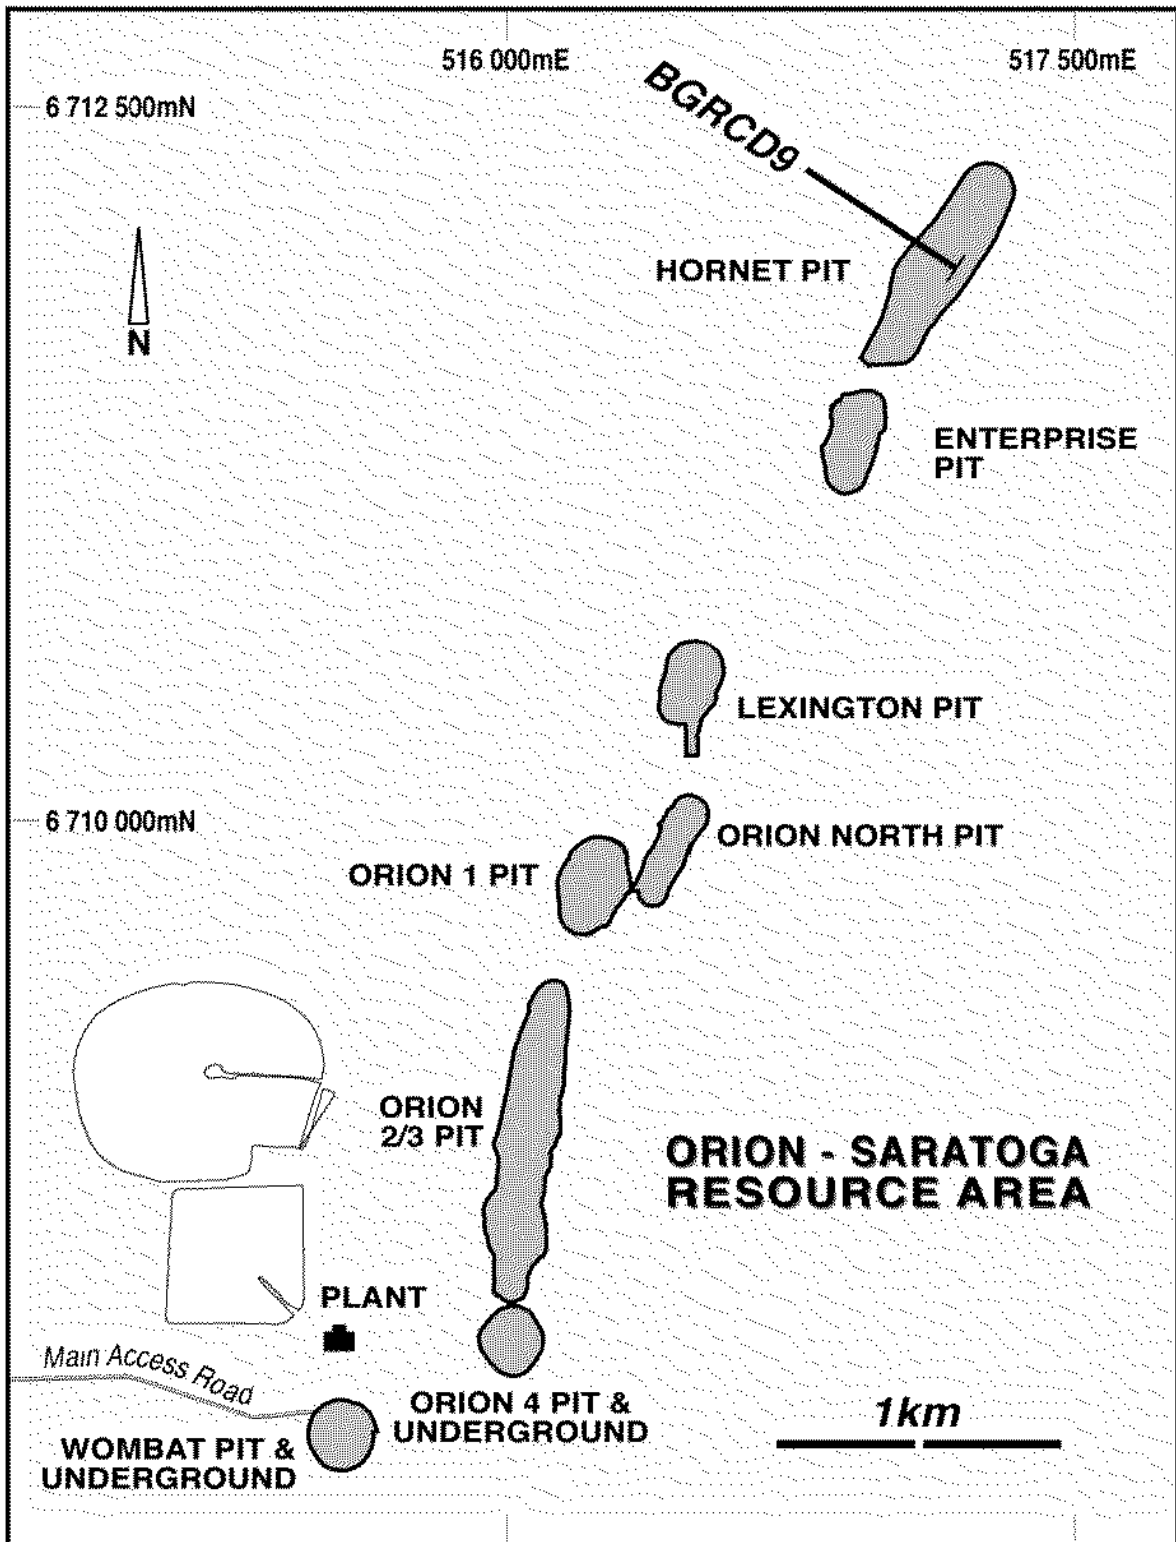 516 000mE
517 500mE
6 712 500mN
BGRCD9
HORNET PIT
N
ENTERPRISE
PIT
LEXINGTON PIT
6 710 000mN
ORION NORTH PIT
ORION 1 PIT
ORION
2/3 PIT
ORION - SARATOGA
RESOURCE AREA
PLANT
Main Access Road
ORION 4 PIT &
UNDERGROUND
1km
WOMBAT PIT &
UNDERGROUND